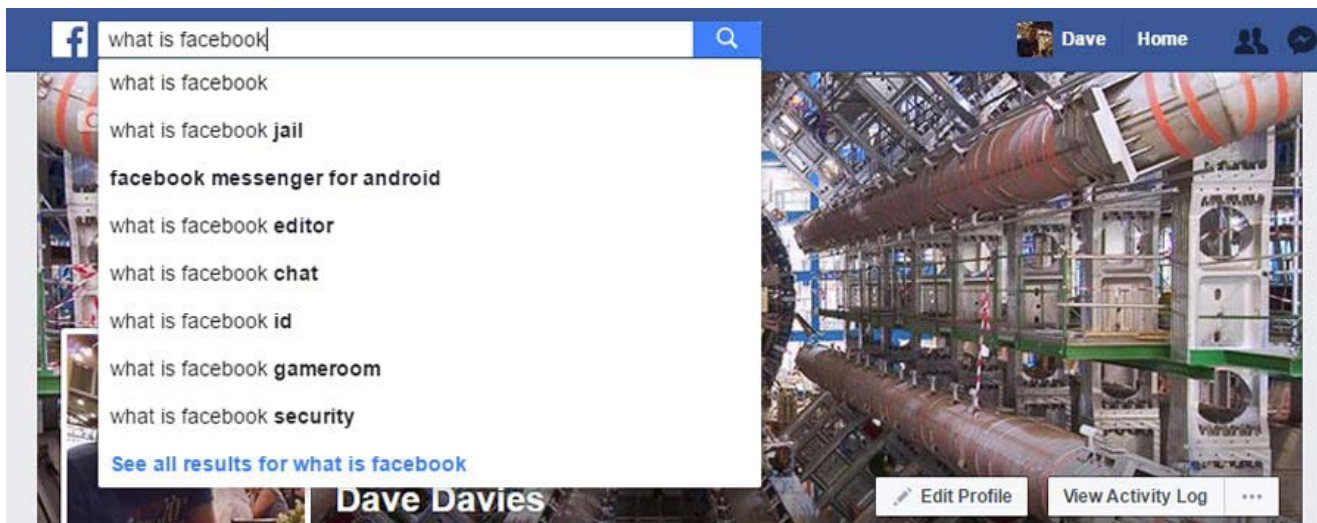 what is facebook
Dave Home
what is facebook
what is facebook jail
facebook messenger for android
what is facebook editor
what is facebook chat
what is facebook id
what is facebook gameroom
what is facebook security
See all results for what is facebook
Dave Davies
Edit Profile View Activity Log ...